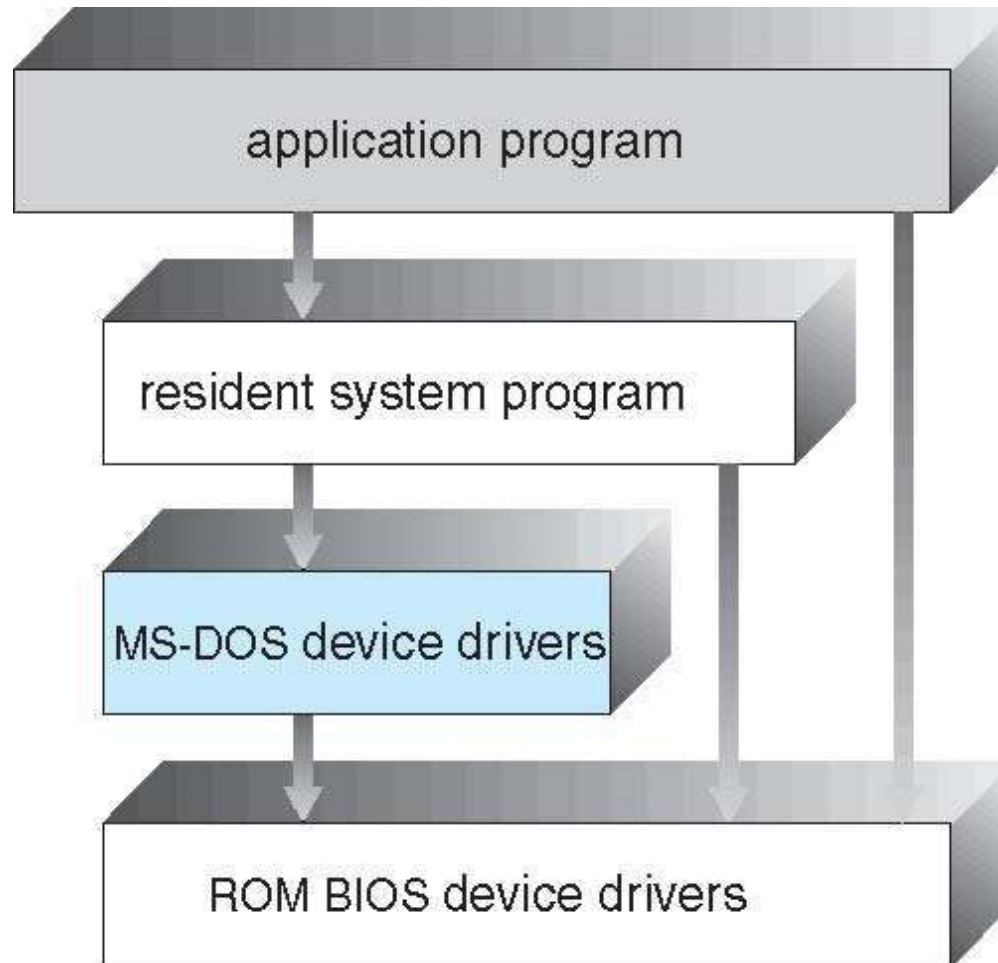 application program
resident system program
MS-DOS device drivers
ROM BIOS device drivers